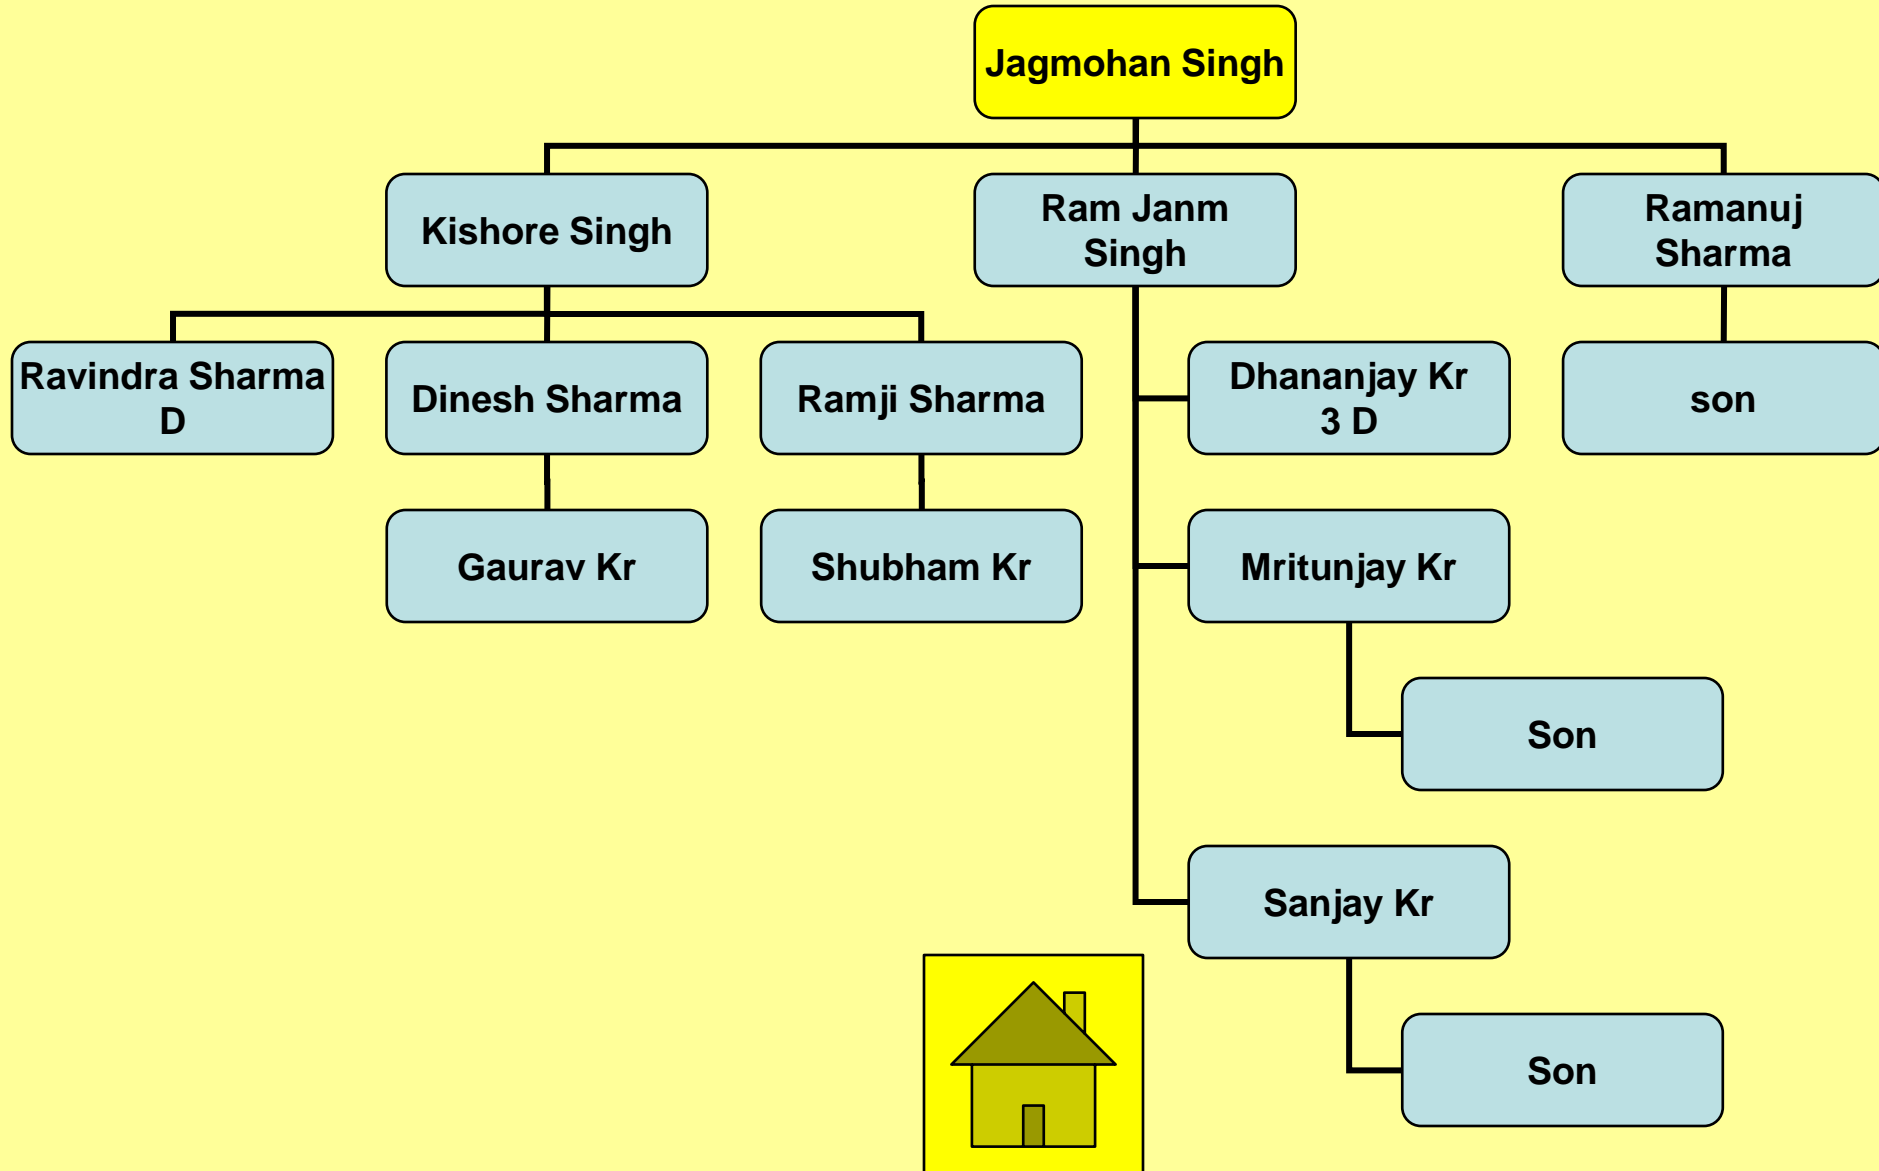 Jagmohan Singh
Kishore Singh
Ram Janm
Singh
Ramanuj
Sharma
Ravindra Sharma
D
Dinesh Sharma
Ramji Sharma
Dhananjay Kr
3 D
son
Gaurav Kr
Shubham Kr
Mritunjay Kr
Son
Sanjay Kr
Son